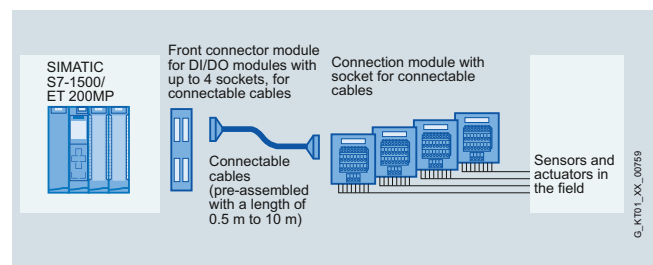 SIMATIC
S7-1500/
ET 200MP
Front connector module
for DI/DO modules with
up to 4 sockets, for
connectable cables
Connectable
cables
(pre-assembled
with a length of
0.5 m to 10 m)
Connection module with
socket for connectable
cables
Sensors and
actuators in
the field
G_KT01_XX_00759